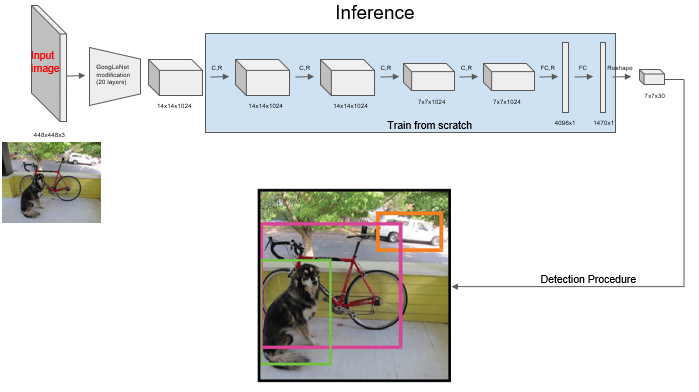 Inference
Input
image
GoogLeNet
modification
(20 layers)
C,R
C,R
C,R
C,R
FC,R
FC
Reshape
448x448x3
14x14x1024
14x14x1024
14x14x1024
7x7x1024
7x7x1024
4096x1
1470x1
7x7x30
Train from scratch
Detection Procedure